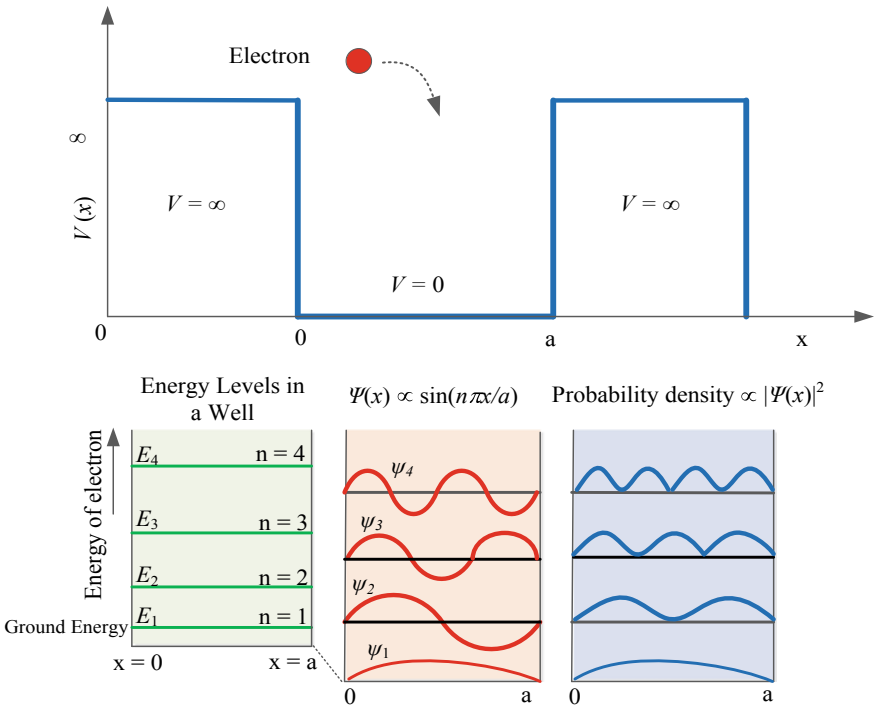 Electron
∞
V(x)
V = ∞
V = ∞
V = 0
0
0
a
x
Energy Levels in
a Well
Ψ(x) ∝ sin(nπx/a)
Probability density ∝ |Ψ(x)|²
Energy of electron
E₄ n = 4
E₃ n = 3
E₂ n = 2
E₁ n = 1
Ground Energy
x = 0 x = a
ψ₄
ψ₃
ψ₂
ψ₁
0 a
0 a